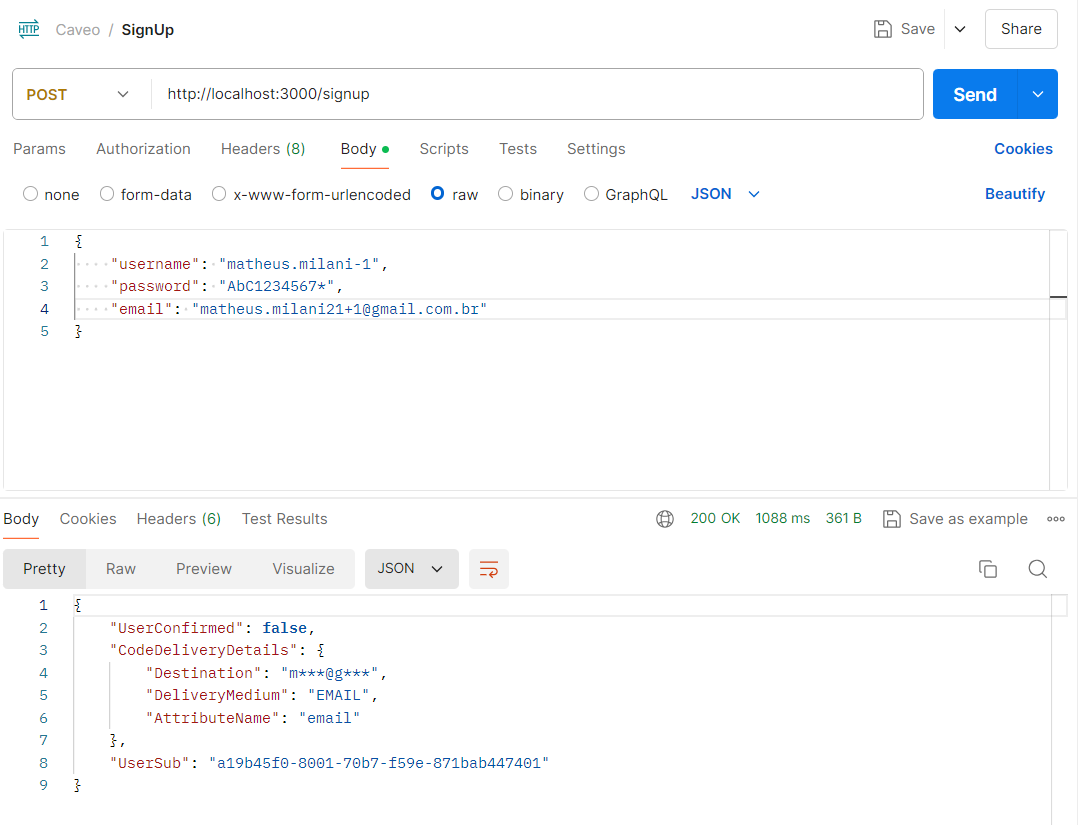 HTTP Caveo / SignUp Save Share
POST http://localhost:3000/signup Send
Params Authorization Headers (8) Body Scripts Tests Settings Cookies
none form-data x-www-form-urlencoded raw binary GraphQL JSON Beautify
1 {
2 ····"username":·"matheus.milani-1",
3 ····"password":·"AbC1234567*",
4 ····"email":·"matheus.milani21+1@gmail.com.br"
5 }
Body Cookies Headers (6) Test Results 200 OK 1088 ms 361 B Save as example
Pretty Raw Preview Visualize JSON
1 {
2 "UserConfirmed": false,
3 "CodeDeliveryDetails": {
4 "Destination": "m***@g***",
5 "DeliveryMedium": "EMAIL",
6 "AttributeName": "email"
7 },
8 "UserSub": "a19b45f0-8001-70b7-f59e-871bab447401"
9 }